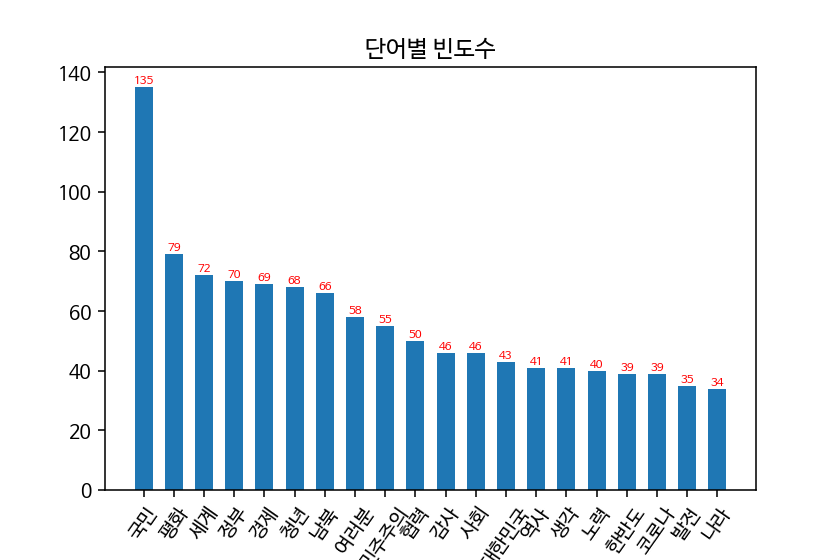 단어별 빈도수
140
120
100
80
60
40
20
0
135
79
72
70
69
68
66
58
55
50
46
46
43
41
41
40
39
39
35
34
국민
평화
세계
정부
경제
청년
남북
여러분
민주주의
협력
감사
사회
대한민국
역사
생각
노력
한반도
코로나
발전
나라